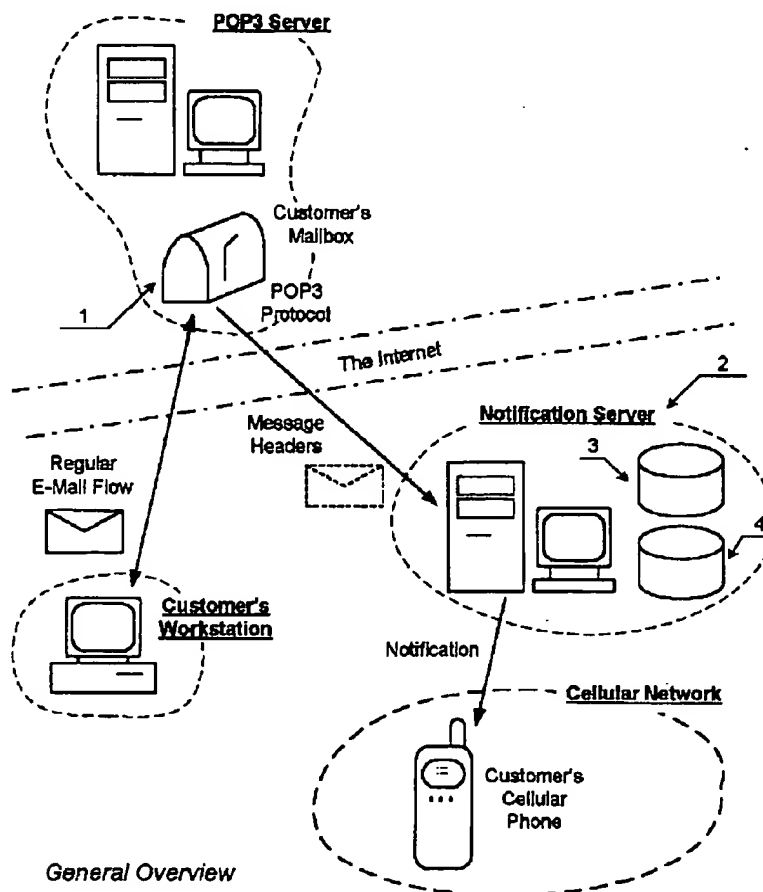 POP3 Server
Customer's
Mailbox
1
POP3
Protocol
The Internet
2
Message
Headers
Notification Server
3
Regular
E-Mail Flow
4
Customer's
Workstation
Notification
Cellular Network
Customer's
Cellular
Phone
General Overview